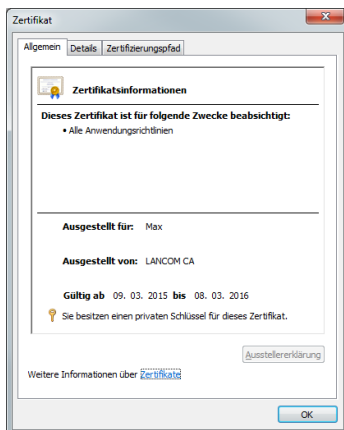 Zertifikat
Allgemein Details Zertifizierungspfad
Zertifikatsinformationen
Dieses Zertifikat ist für folgende Zwecke beabsichtigt:
• Alle Anwendungsrichtlinien
Ausgestellt für: Max
Ausgestellt von: LANCOM CA
Gültig ab 09. 03. 2015 bis 08. 03. 2016
Sie besitzen einen privaten Schlüssel für dieses Zertifikat.
Ausstellererklärung
Weitere Informationen über Zertifikate
OK